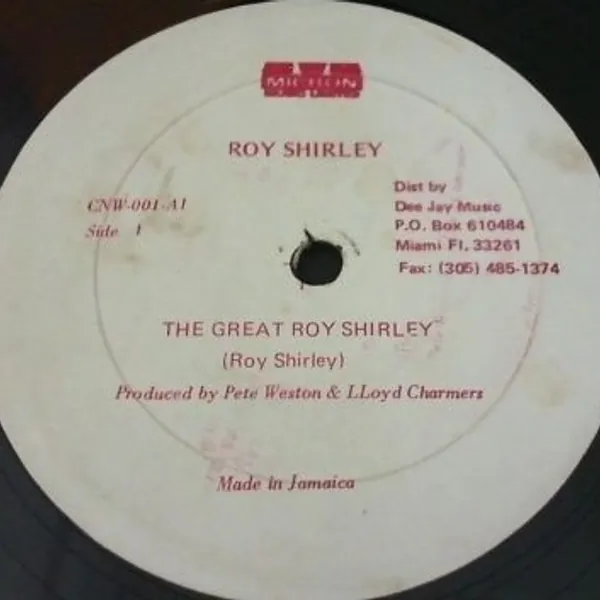 MICRON
ROY SHIRLEY
CNW-001-A1
Side 1
Dist by
Dee Jay Music
P.O. Box 610484
Miami Fl. 33261
Fax: (305) 485-1374
THE GREAT ROY SHIRLEY
(Roy Shirley)
Produced by Pete Weston & LLoyd Charmers
Made in Jamaica